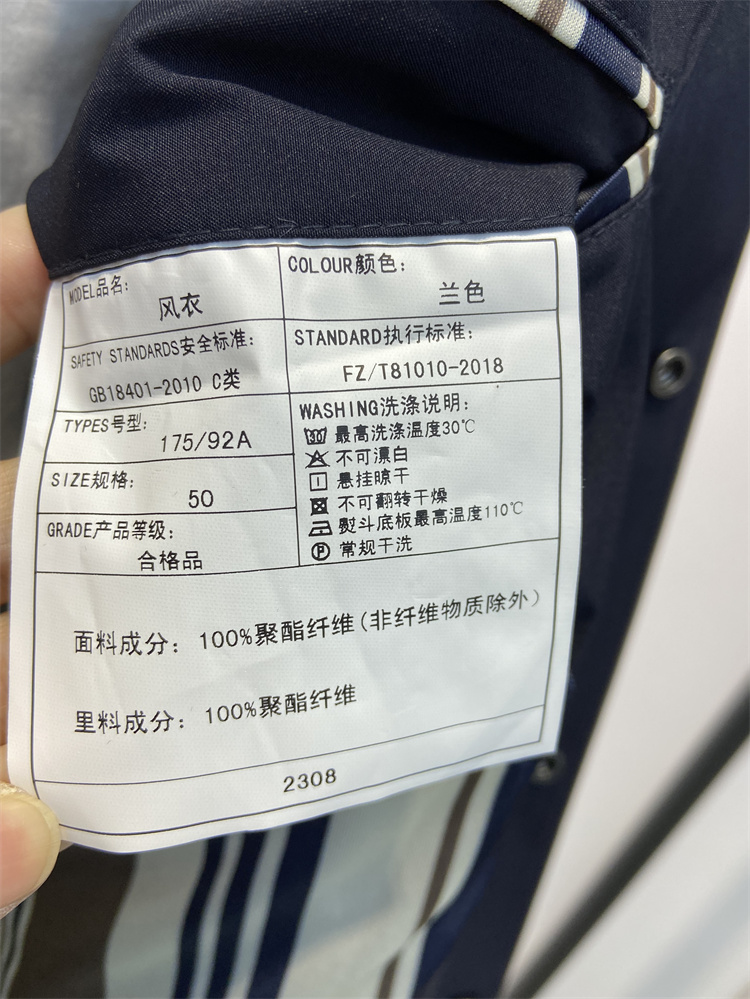 MODEL品名:
风衣
COLOUR颜色:
兰色
SAFETY STANDARDS安全标准:
GB18401-2010 C类
STANDARD执行标准:
FZ/T81010-2018
TYPES号型:
175/92A
SIZE规格:
50
GRADE产品等级:
合格品
WASHING洗涤说明:
最高洗涤温度30℃
不可漂白
悬挂晾干
不可翻转干燥
熨斗底板最高温度110℃
P 常规干洗
面料成分: 100%聚酯纤维(非纤维物质除外)
里料成分: 100%聚酯纤维
2308